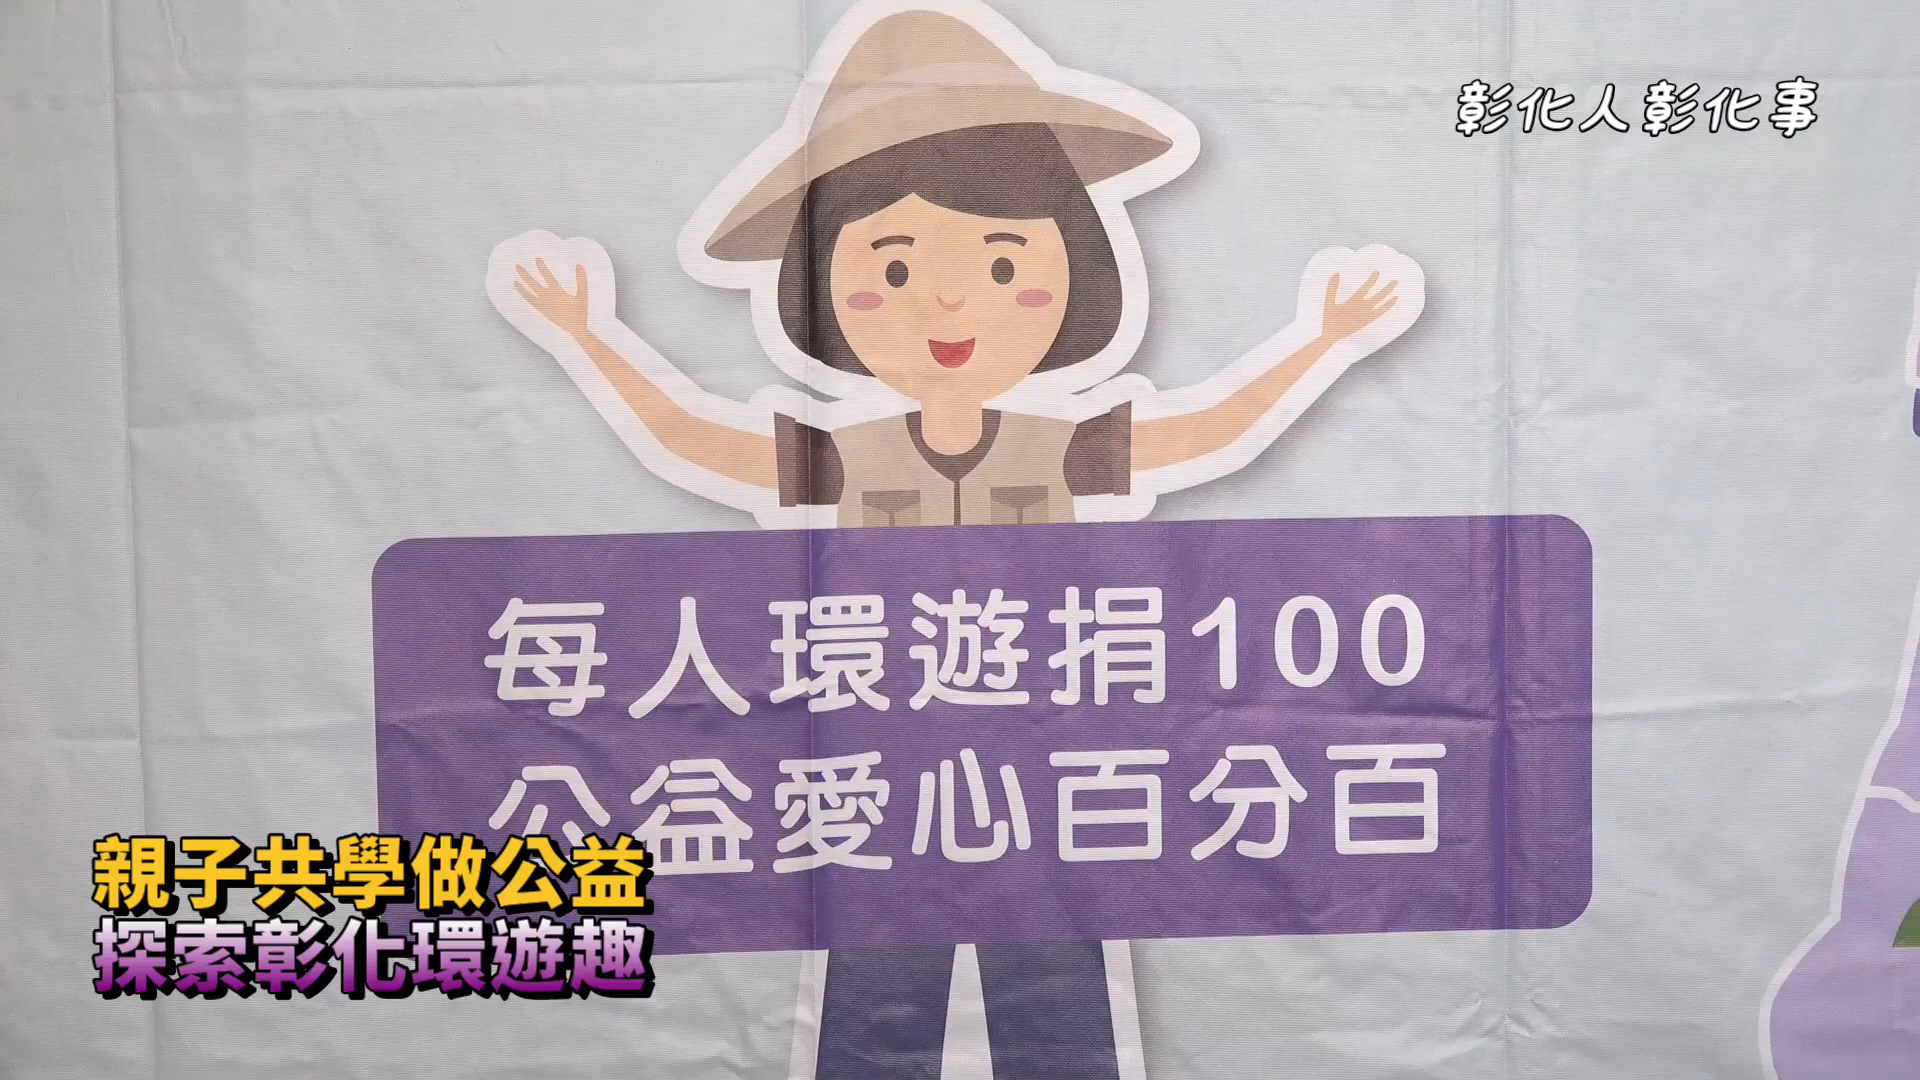 彰化人彰化事
每人環遊捐100
公益愛心百分百
親子共學做公益
探索彰化環遊趣